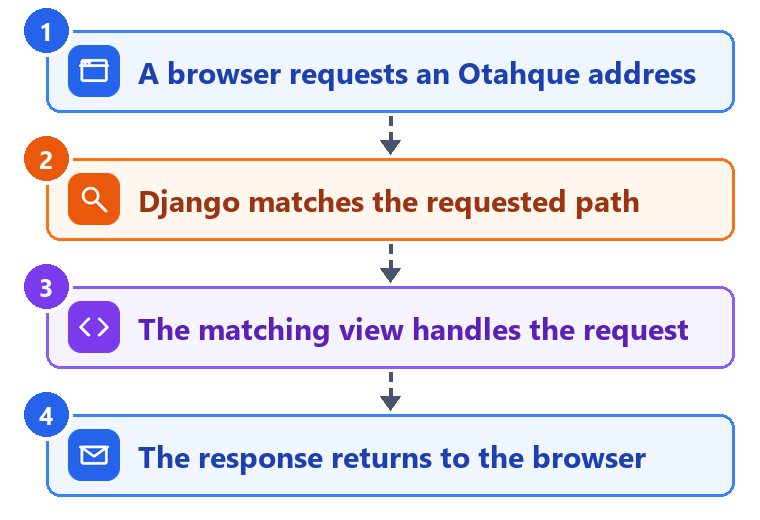 1
A browser requests an Otahque address
2
Django matches the requested path
3
The matching view handles the request
4
The response returns to the browser